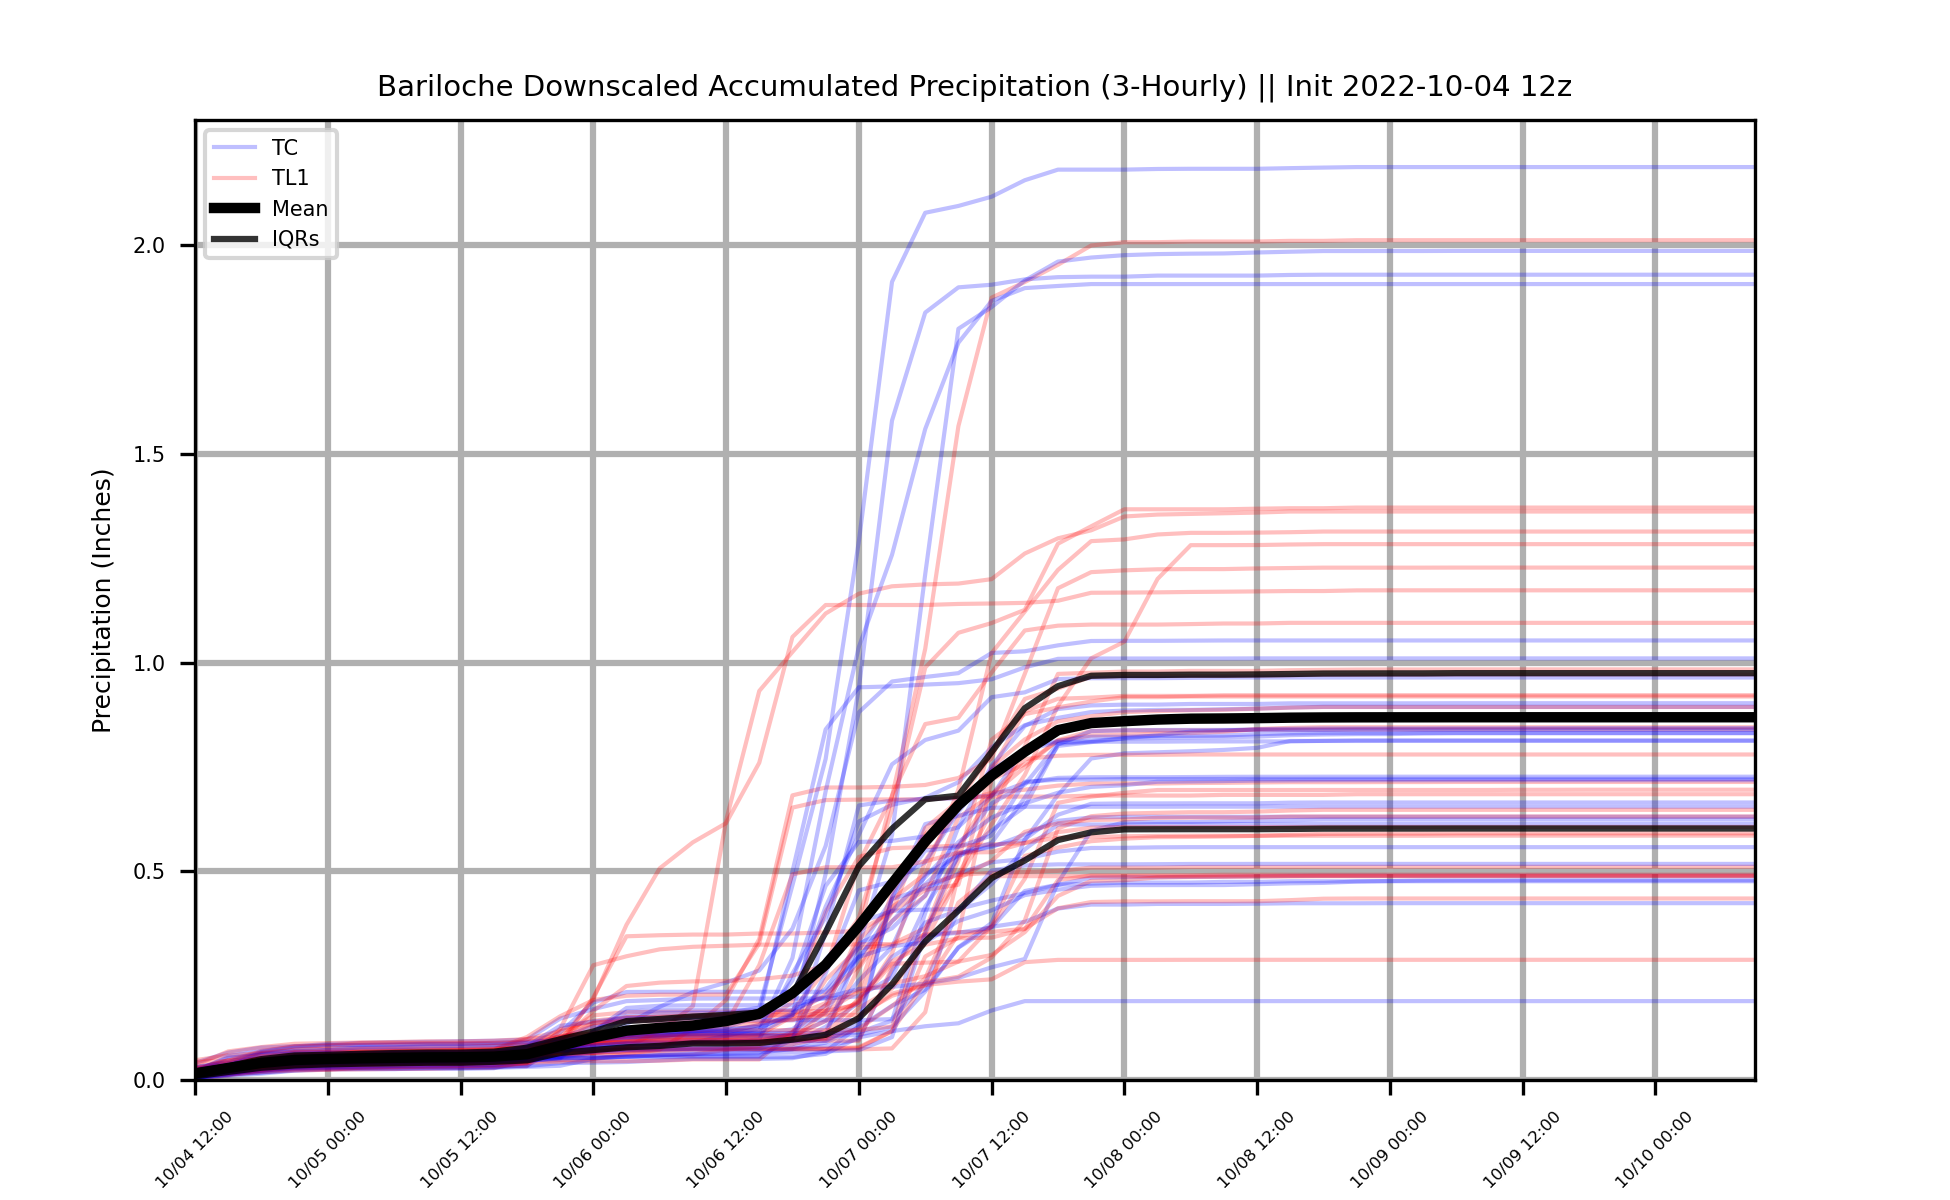 Bariloche Downscaled Accumulated Precipitation (3-Hourly) || Init 2022-10-04 12z
TC
TL1
Mean
IQRs
Precipitation (Inches)
2.0
1.5
1.0
0.5
0.0
10/04 12:00
10/05 00:00
10/05 12:00
10/06 00:00
10/06 12:00
10/07 00:00
10/07 12:00
10/08 00:00
10/08 12:00
10/09 00:00
10/09 12:00
10/10 00:00